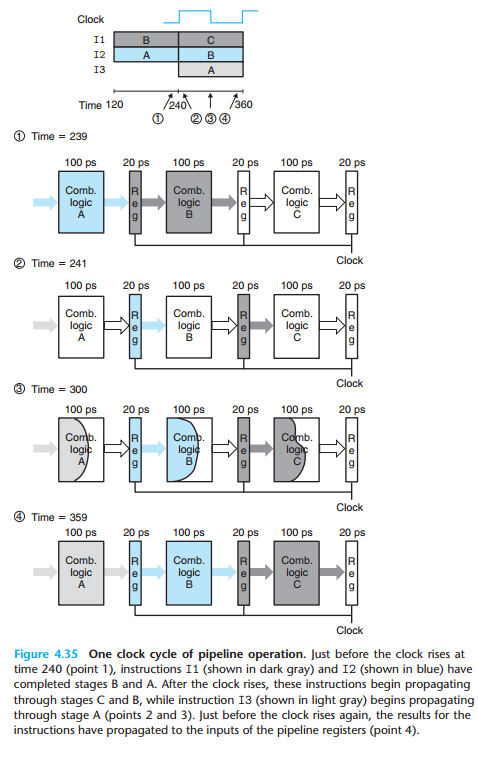 Clock
I1 B C
I2 A B
I3 A
Time 120 240 360
① ② ③ ④
① Time = 239
100 ps 20 ps 100 ps 20 ps 100 ps 20 ps
Comb. logic A Reg Comb. logic B Reg Comb. logic C Reg
Clock
② Time = 241
100 ps 20 ps 100 ps 20 ps 100 ps 20 ps
Comb. logic A Reg Comb. logic B Reg Comb. logic C Reg
Clock
③ Time = 300
100 ps 20 ps 100 ps 20 ps 100 ps 20 ps
Comb. logic A Reg Comb. logic B Reg Comb. logic C Reg
Clock
④ Time = 359
100 ps 20 ps 100 ps 20 ps 100 ps 20 ps
Comb. logic A Reg Comb. logic B Reg Comb. logic C Reg
Clock
Figure 4.35 One clock cycle of pipeline operation. Just before the clock rises at
time 240 (point 1), instructions I1 (shown in dark gray) and I2 (shown in blue) have
completed stages B and A. After the clock rises, these instructions begin propagating
through stages C and B, while instruction I3 (shown in light gray) begins propagating
through stage A (points 2 and 3). Just before the clock rises again, the results for the
instructions have propagated to the inputs of the pipeline registers (point 4).